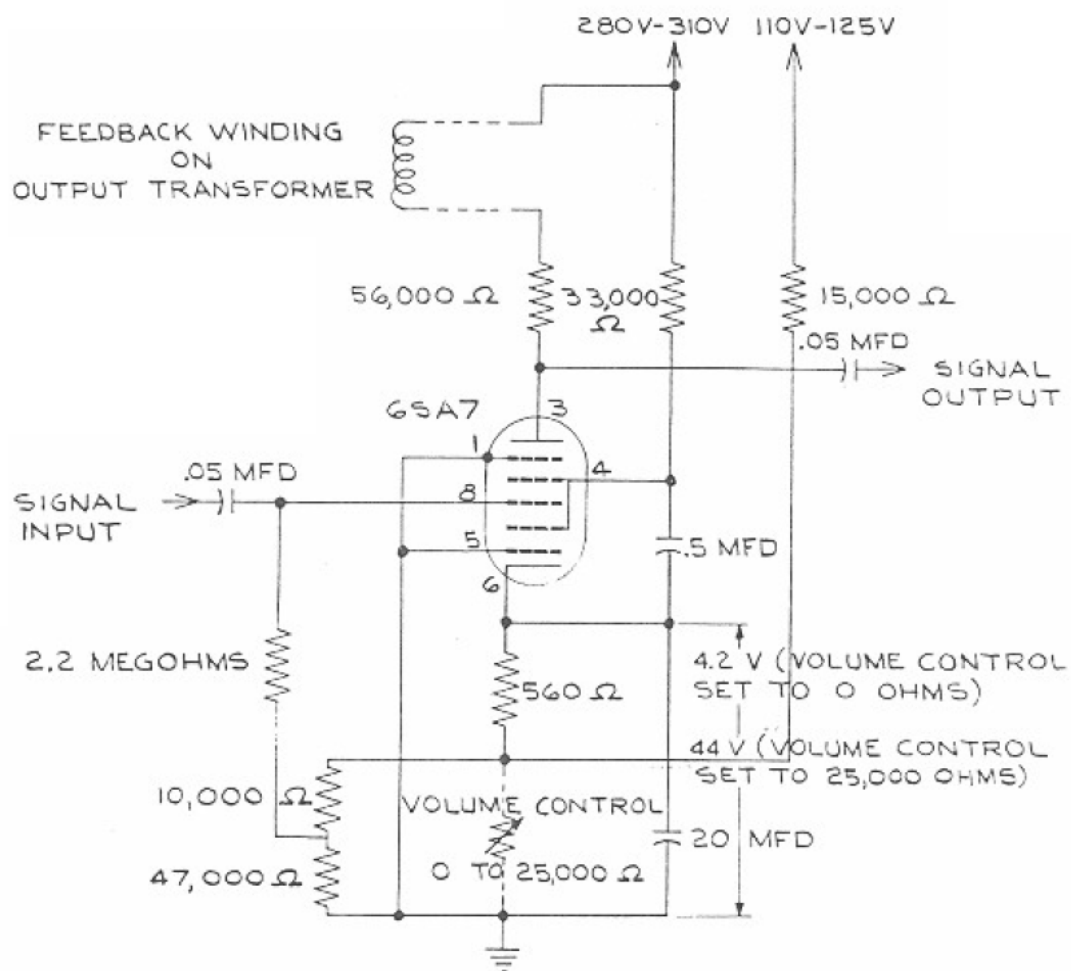 280V-310V
110V-125V
FEEDBACK WINDING
ON
OUTPUT TRANSFORMER
56,000 Ω
33,000
Ω
15,000 Ω
.05 MFD
SIGNAL
OUTPUT
6SA7
3
1
4
.05 MFD
8
SIGNAL
INPUT
5
.5 MFD
6
2.2 MEGOHMS
560 Ω
4.2 V (VOLUME CONTROL
SET TO 0 OHMS)
44 V (VOLUME CONTROL
SET TO 25,000 OHMS)
10,000 Ω
VOLUME CONTROL
0 TO 25,000 Ω
20 MFD
47,000 Ω